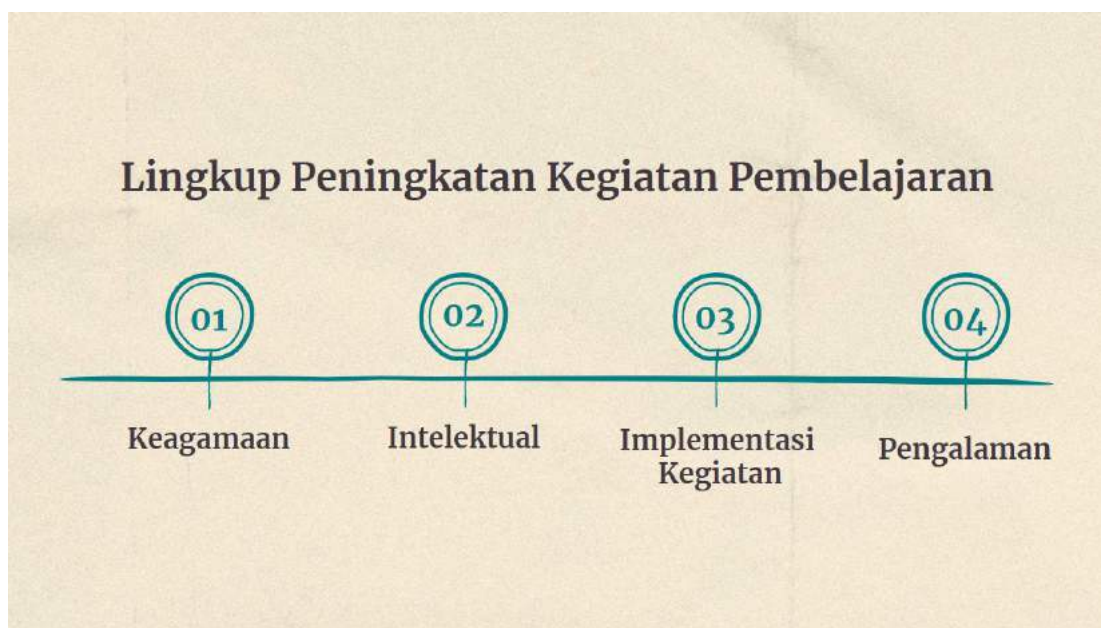 Lingkup Peningkatan Kegiatan Pembelajaran
01
02
03
04
Keagamaan
Intelektual
Implementasi
Kegiatan
Pengalaman